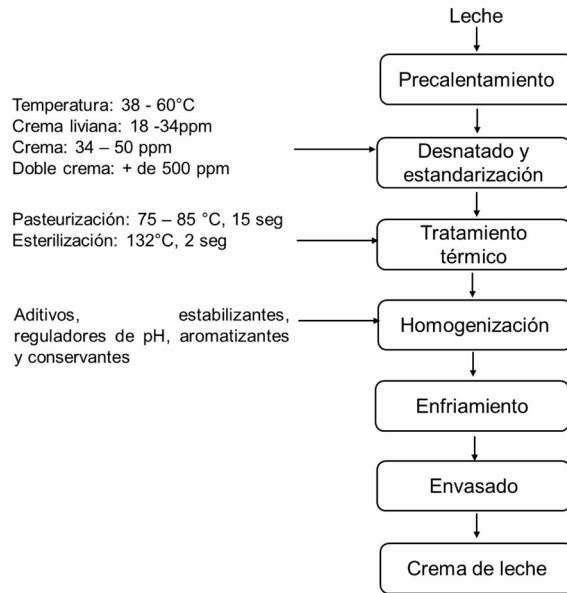 Leche
Precalentamiento
Temperatura: 38 - 60°C
Crema liviana: 18 -34ppm
Crema: 34 – 50 ppm
Doble crema: + de 500 ppm
Desnatado y
estandarización
Pasteurización: 75 – 85 °C, 15 seg
Esterilización: 132°C, 2 seg
Tratamiento
térmico
Aditivos, estabilizantes,
reguladores de pH, aromatizantes
y conservantes
Homogenización
Enfriamiento
Envasado
Crema de leche